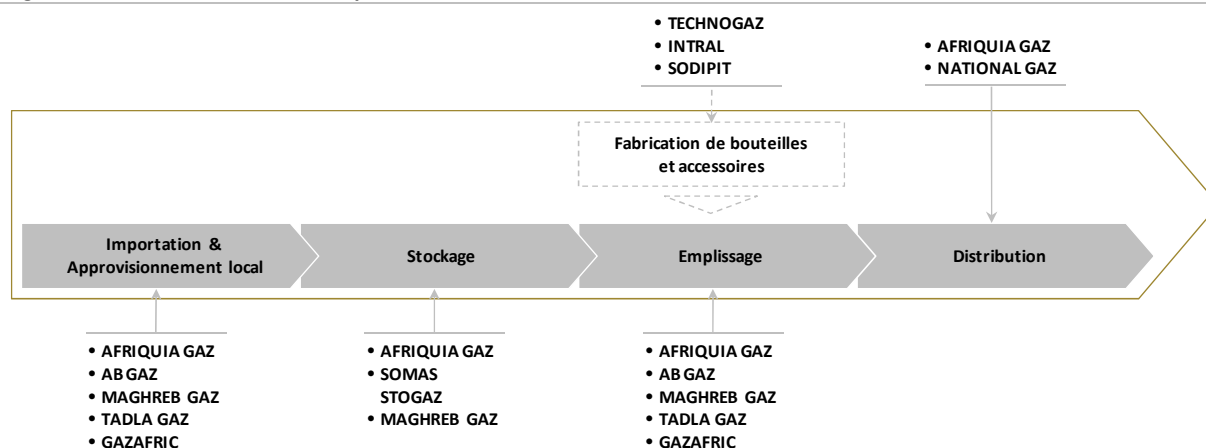 • TECHNOGAZ
• INTRAL
• SODIPIT
• AFRIQUIA GAZ
• NATIONAL GAZ
Fabrication de bouteilles
et accessoires
Importation &
Approvisionnement local
Stockage
Emplissage
Distribution
• AFRIQUIA GAZ
• AB GAZ
• MAGHREB GAZ
• TADLA GAZ
• GAZAFRIC
• AFRIQUIA GAZ
• SOMAS
STOGAZ
• MAGHREB GAZ
• AFRIQUIA GAZ
• AB GAZ
• MAGHREB GAZ
• TADLA GAZ
• GAZAFRIC